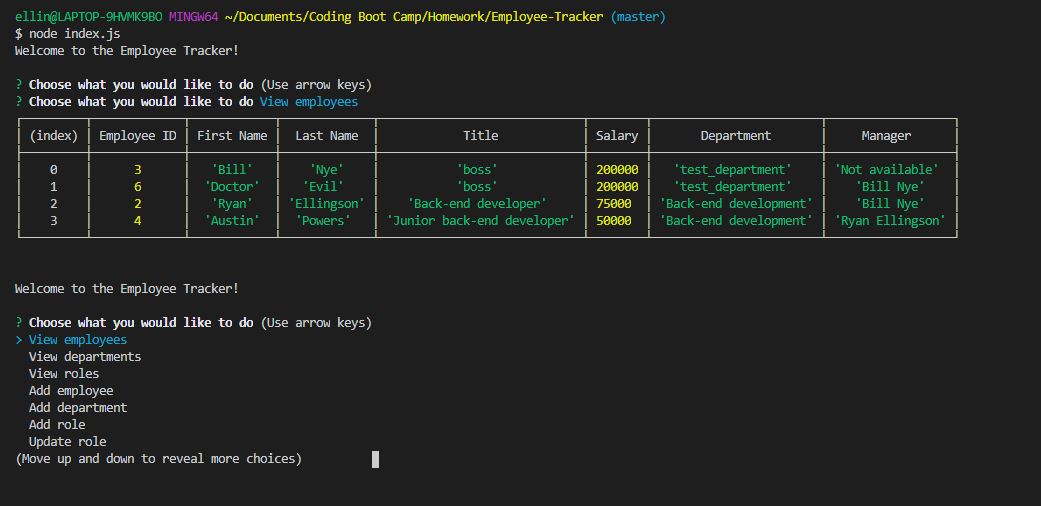 ellin@LAPTOP-9HVMK9BO MINGW64 ~/Documents/Coding Boot Camp/Homework/Employee-Tracker (master)
$ node index.js
Welcome to the Employee Tracker!
? Choose what you would like to do (Use arrow keys)
? Choose what you would like to do View employees
(index) Employee ID First Name Last Name Title Salary Department Manager
0 3 'Bill' 'Nye' 'boss' 200000 'test_department' 'Not available'
1 6 'Doctor' 'Evil' 'boss' 200000 'test_department' 'Bill Nye'
2 2 'Ryan' 'Ellingson' 'Back-end developer' 75000 'Back-end development' 'Bill Nye'
3 4 'Austin' 'Powers' 'Junior back-end developer' 50000 'Back-end development' 'Ryan Ellingson'
Welcome to the Employee Tracker!
? Choose what you would like to do (Use arrow keys)
> View employees
View departments
View roles
Add employee
Add department
Add role
Update role
(Move up and down to reveal more choices)